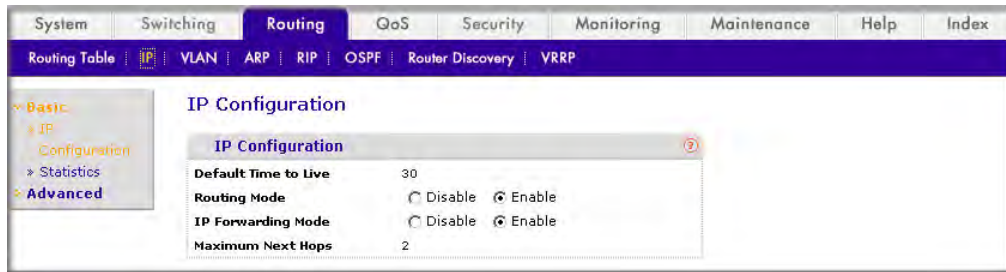 System Switching Routing QoS Security Monitoring Maintenance Help Index
Routing Table IP VLAN ARP RIP OSPF Router Discovery VRRP
Basic
» IP
Configuration
» Statistics
Advanced
IP Configuration
IP Configuration ?
Default Time to Live 30
Routing Mode Disable Enable
IP Forwarding Mode Disable Enable
Maximum Next Hops 2